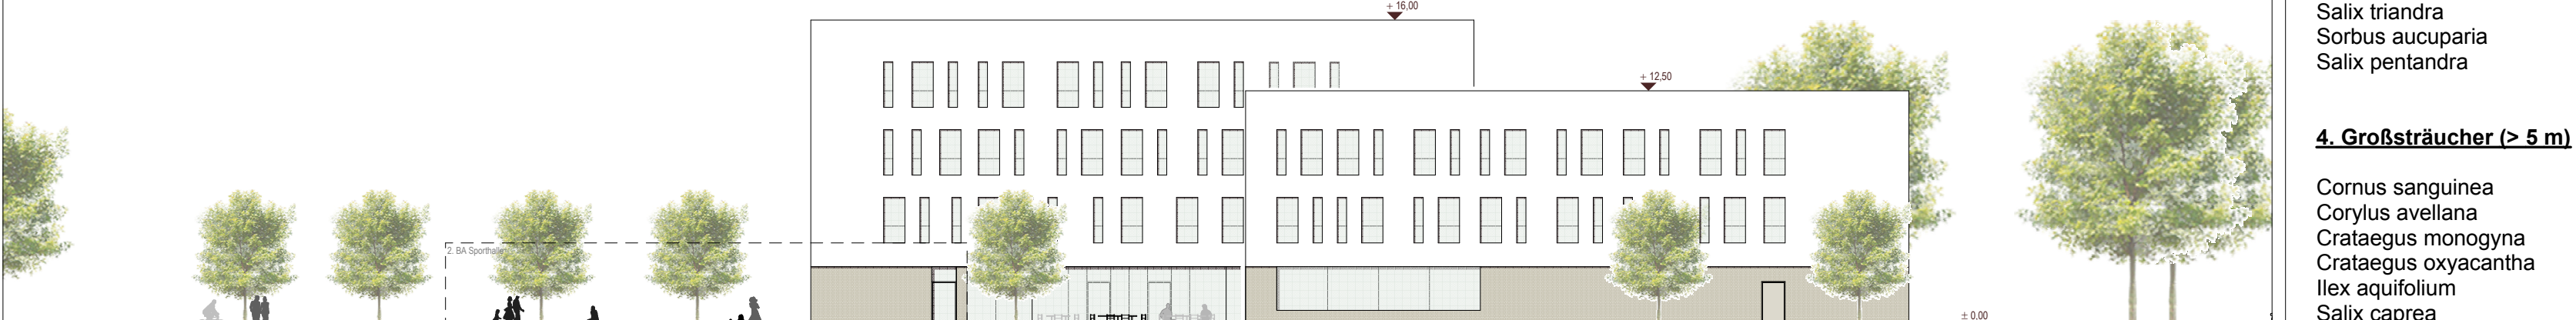 + 16,00
+ 12,50
2. BA Sporthalle
± 0,00
Salix triandra
Sorbus aucuparia
Salix pentandra
4. Großsträucher (> 5 m)
Cornus sanguinea
Corylus avellana
Crataegus monogyna
Crataegus oxyacantha
Ilex aquifolium
Salix caprea